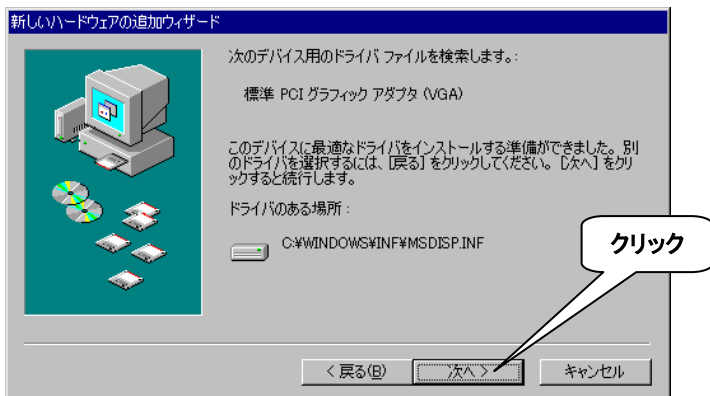 新しいハードウェアの追加ウィザード
次のデバイス用のドライバ ファイルを検索します。:
標準 PCI グラフィック アダプタ (VGA)
このデバイスに最適なドライバをインストールする準備ができました。別
のドライバを選択するには、[戻る] をクリックしてください。[次へ] をクリ
ックすると続行します。
ドライバのある場所 :
C:¥WINDOWS¥INF¥MSDISP.INF
クリック
< 戻る(B)
次へ >
キャンセル